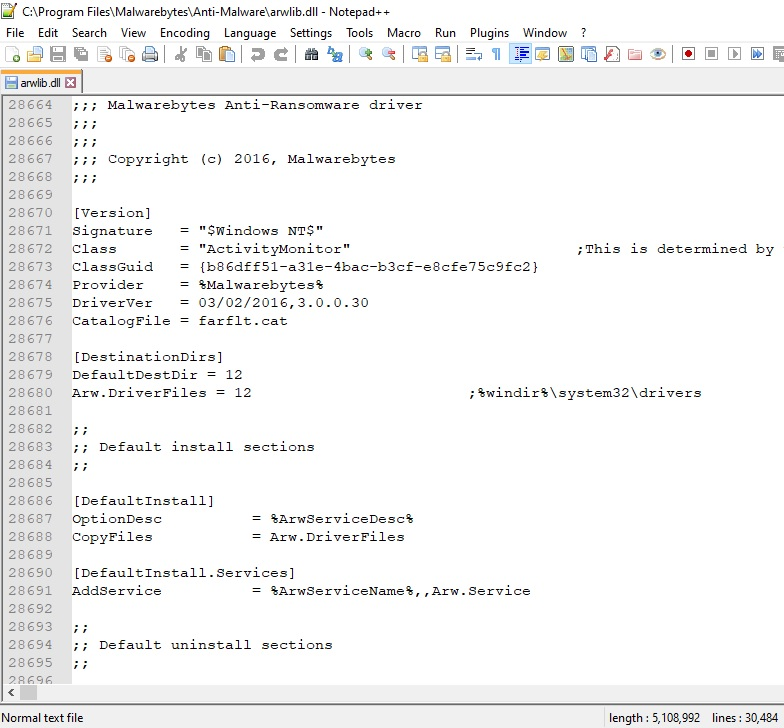 C:\Program Files\Malwarebytes\Anti-Malware\arwlib.dll - Notepad++
File Edit Search View Encoding Language Settings Tools Macro Run Plugins Window ?
arwlib.dll
28664 ;;; Malwarebytes Anti-Ransomware driver
28665 ;;;
28666 ;;;
28667 ;;; Copyright (c) 2016, Malwarebytes
28668 ;;;
28669
28670 [Version]
28671 Signature   = "$Windows NT$"
28672 Class       = "ActivityMonitor"                         ;This is determined by
28673 ClassGuid   = {b86dff51-a31e-4bac-b3cf-e8cfe75c9fc2}
28674 Provider    = %Malwarebytes%
28675 DriverVer   = 03/02/2016,3.0.0.30
28676 CatalogFile = farflt.cat
28677
28678 [DestinationDirs]
28679 DefaultDestDir = 12
28680 Arw.DriverFiles = 12                        ;%windir%\system32\drivers
28681
28682 ;;
28683 ;; Default install sections
28684 ;;
28685
28686 [DefaultInstall]
28687 OptionDesc          = %ArwServiceDesc%
28688 CopyFiles           = Arw.DriverFiles
28689
28690 [DefaultInstall.Services]
28691 AddService          = %ArwServiceName%,,Arw.Service
28692
28693 ;;
28694 ;; Default uninstall sections
28695 ;;
28696
Normal text file length : 5,108,992 lines : 30,484